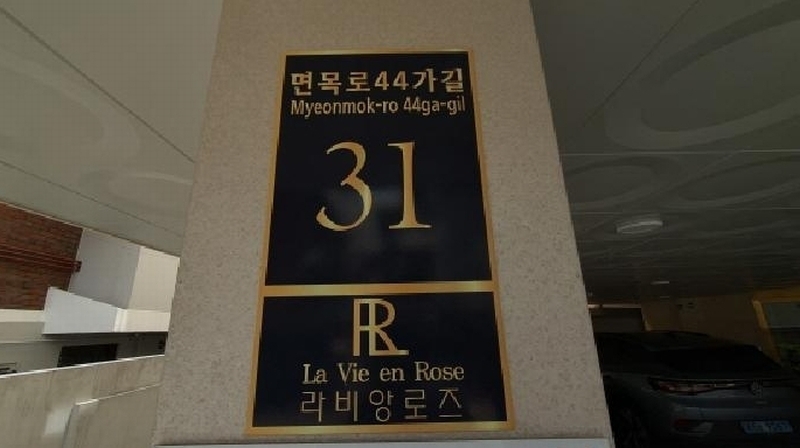 면목로44가길
Myeonmok-ro 44ga-gil
31
R
La Vie en Rose
라비앙로즈